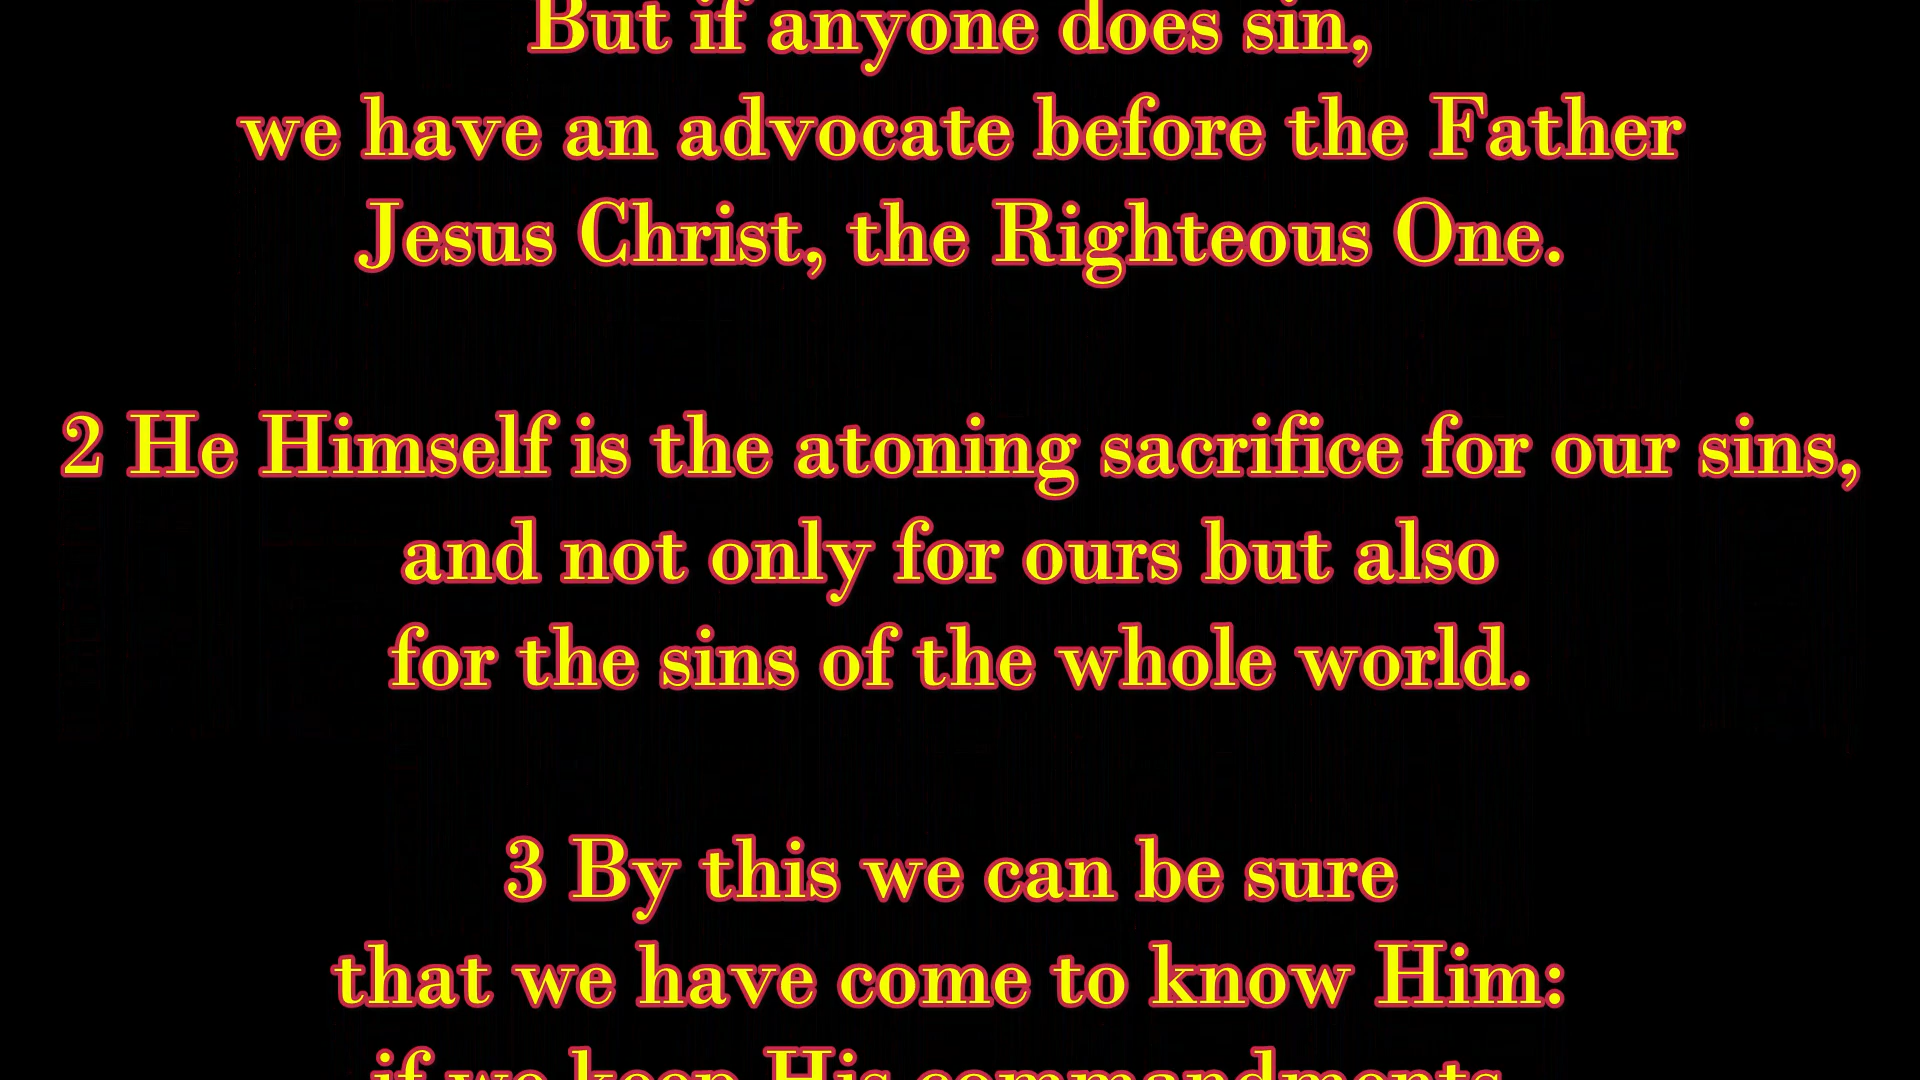 But if anyone does sin,
we have an advocate before the Father
Jesus Christ, the Righteous One.
2 He Himself is the atoning sacrifice for our sins,
and not only for ours but also
for the sins of the whole world.
3 By this we can be sure
that we have come to know Him:
if we keep His commandments